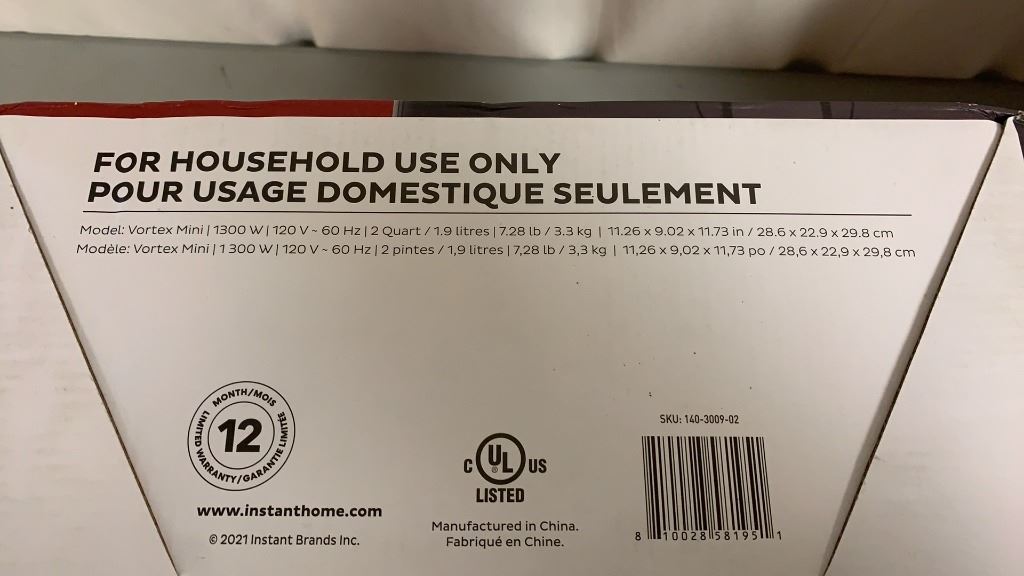 FOR HOUSEHOLD USE ONLY
POUR USAGE DOMESTIQUE SEULEMENT
Model: Vortex Mini | 1300 W | 120 V ~ 60 Hz | 2 Quart / 1.9 litres | 7.28 lb / 3.3 kg | 11.26 x 9.02 x 11.73 in / 28.6 x 22.9 x 29.8 cm
Modèle: Vortex Mini | 1 300 W | 120 V ~ 60 Hz | 2 pintes / 1,9 litres | 7,28 lb / 3,3 kg | 11,26 x 9,02 x 11,73 po / 28,6 x 22,9 x 29,8 cm
MONTH/MOIS
12
LIMITED WARRANTY/GARANTIE LIMITÉE
www.instanthome.com
© 2021 Instant Brands Inc.
C UL® US
LISTED
Manufactured in China.
Fabriqué en Chine.
SKU: 140-3009-02
8 10028 58195 1